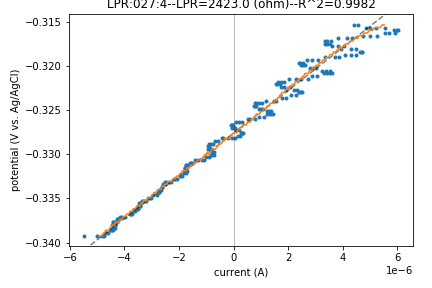 LPR:027:4--LPR=2423.0 (ohm)--R^2=0.9982
−0.315
−0.320
−0.325
−0.330
−0.335
−0.340
potential (V vs. Ag/AgCl)
−6 −4 −2 0 2 4 6
1e−6
current (A)